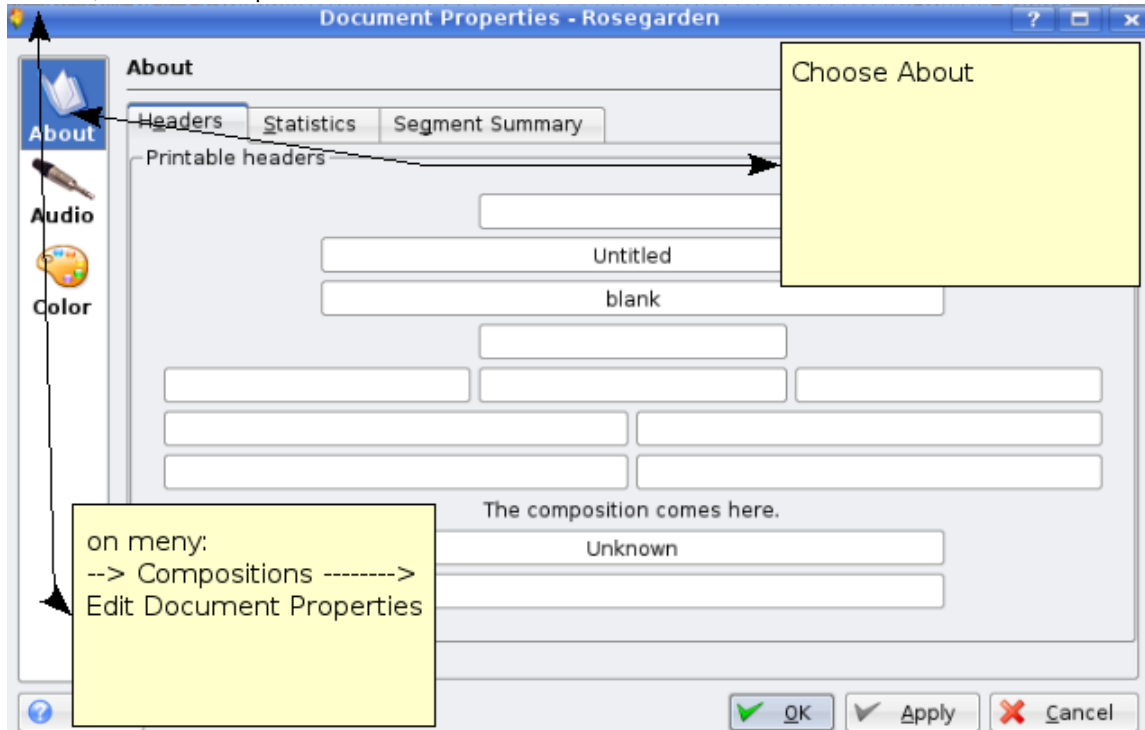 Document Properties - Rosegarden
About
Choose About
Headers Statistics Segment Summary
About
Printable headers
Audio
Untitled
Color
blank
The composition comes here.
Unknown
on meny:
--> Compositions -------->
Edit Document Properties
OK Apply Cancel